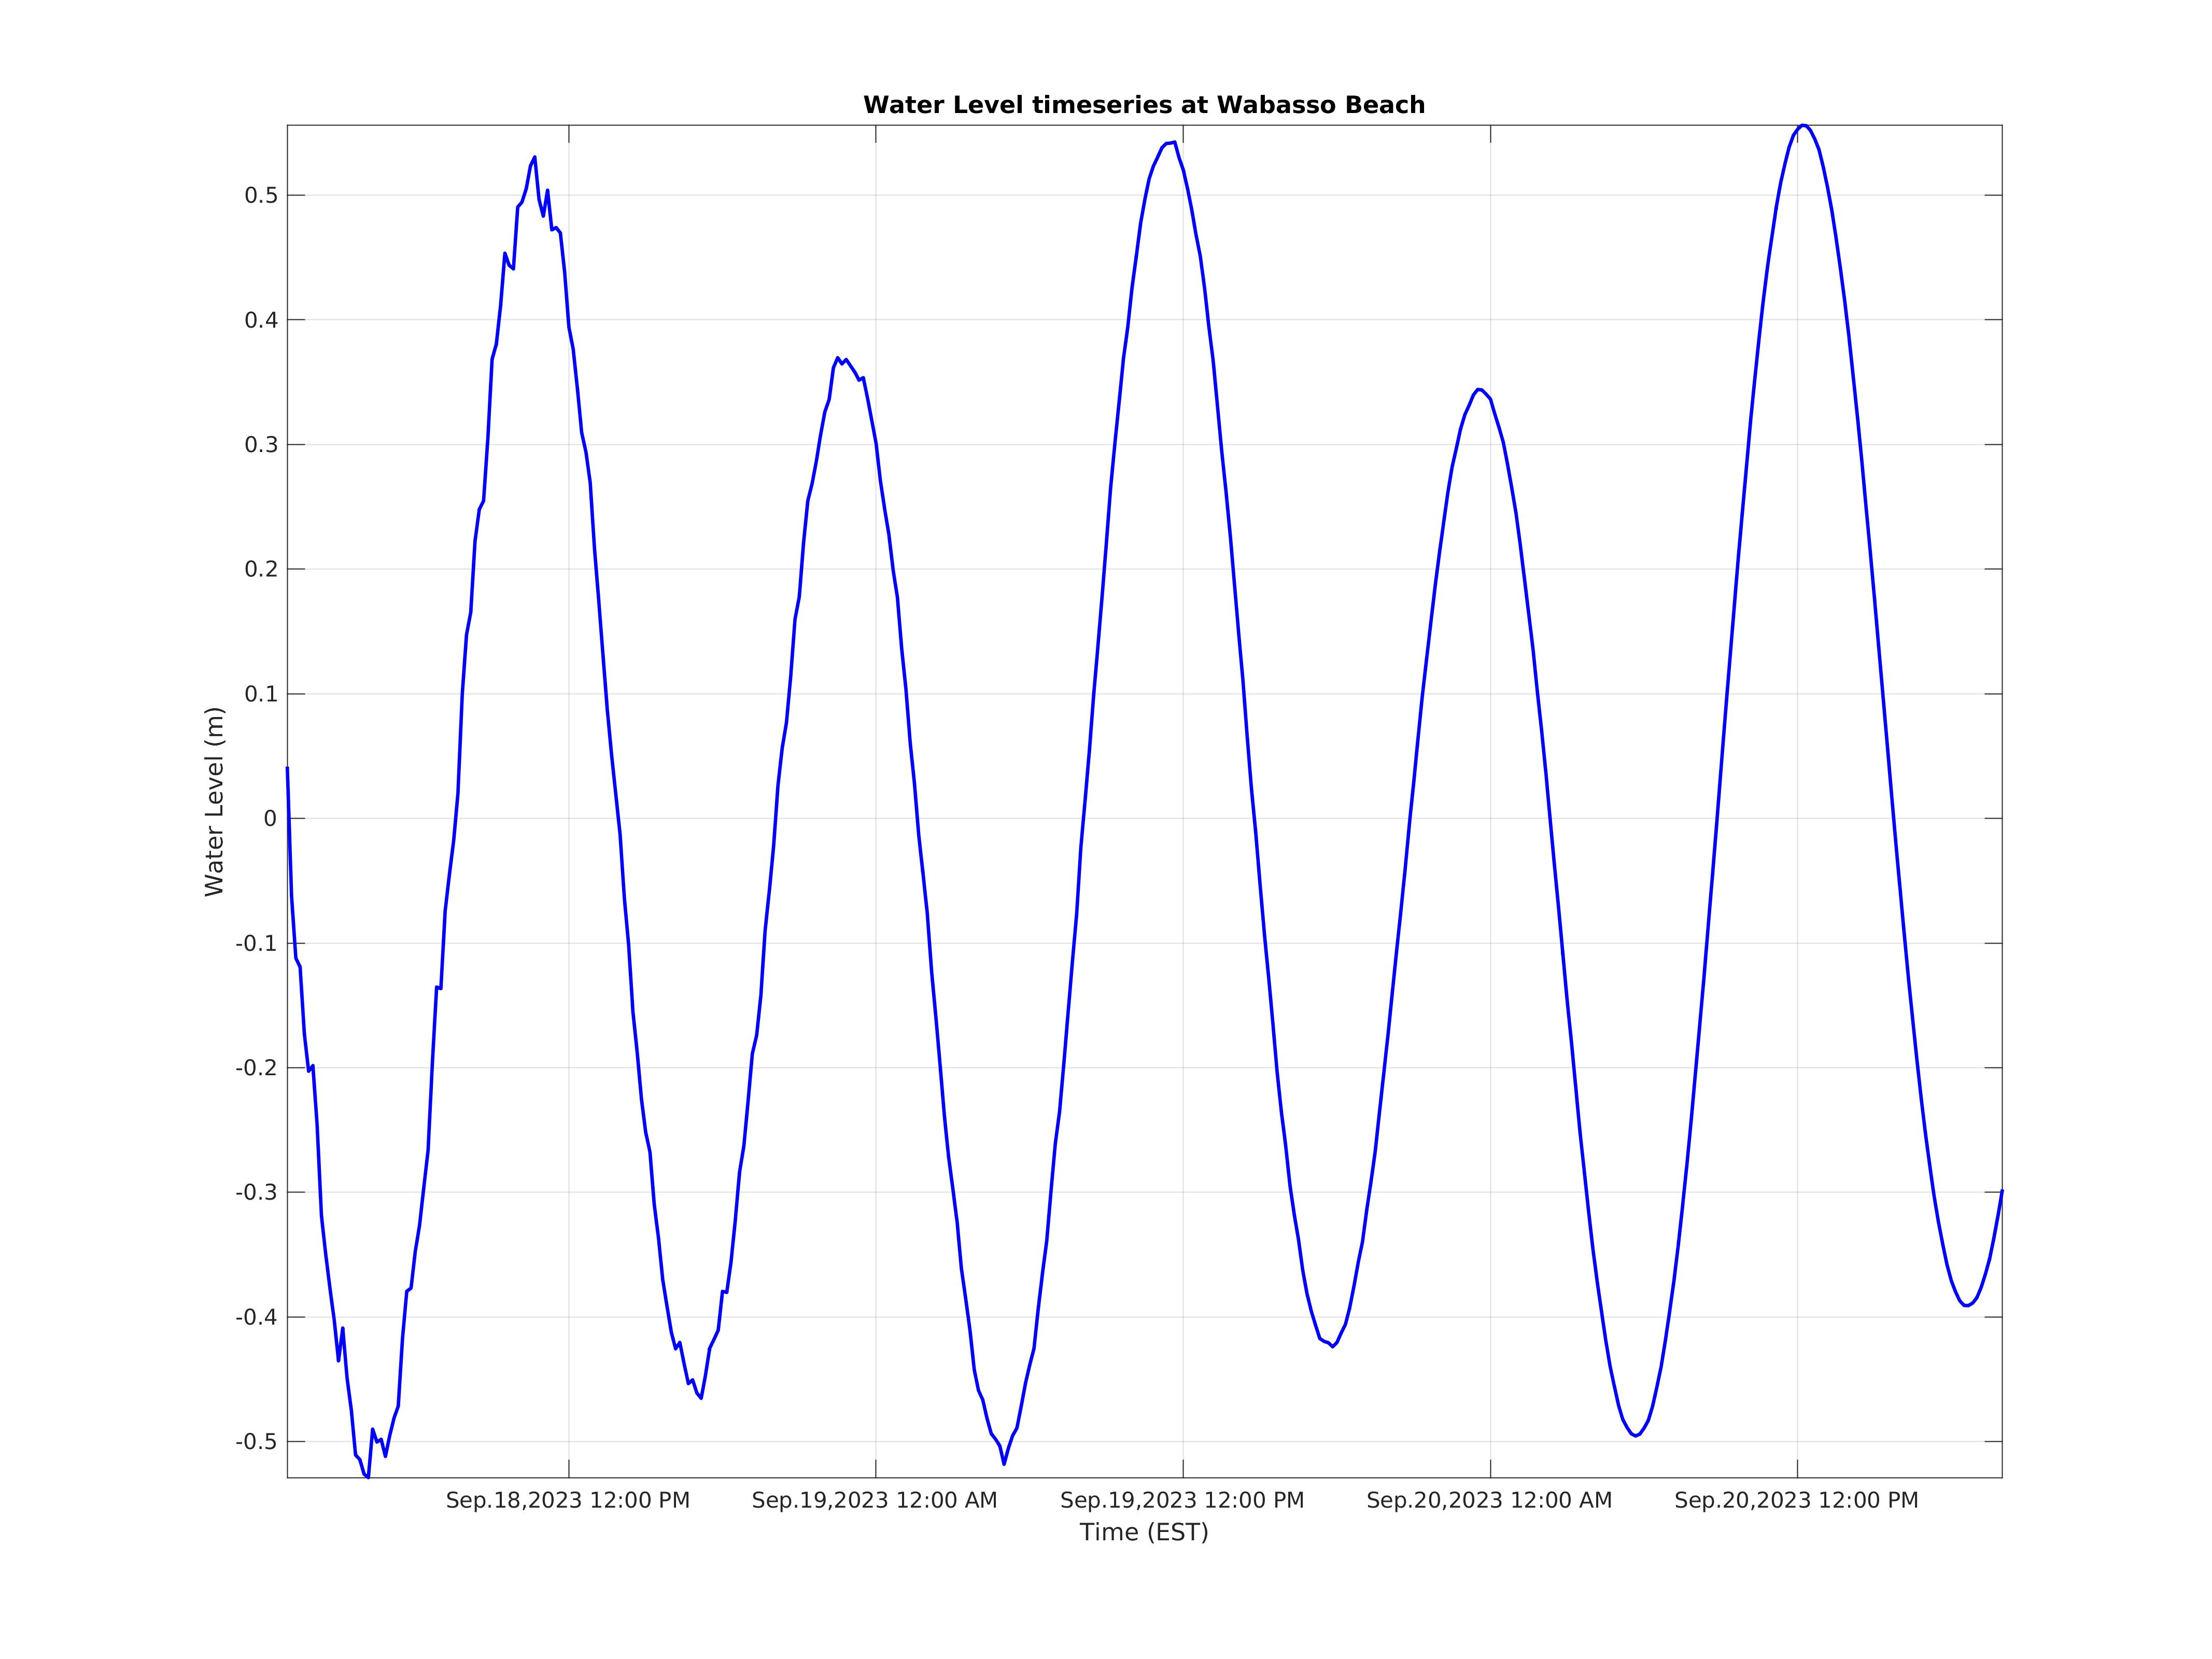 Water Level timeseries at Wabasso Beach
0.5
0.4
0.3
0.2
0.1
0
-0.1
-0.2
-0.3
-0.4
-0.5
Water Level (m)
Sep.18,2023 12:00 PM
Sep.19,2023 12:00 AM
Sep.19,2023 12:00 PM
Sep.20,2023 12:00 AM
Sep.20,2023 12:00 PM
Time (EST)